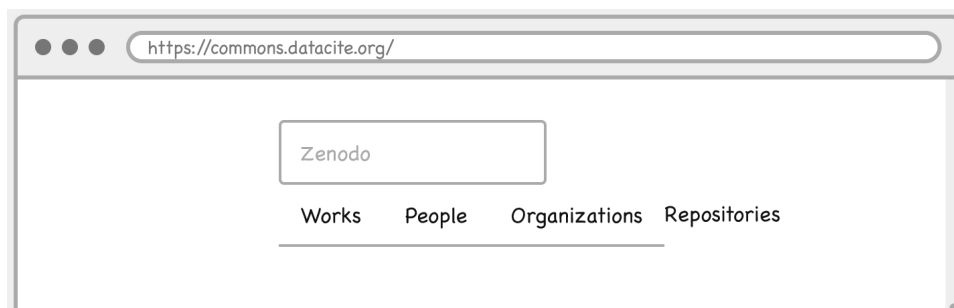 https://commons.datacite.org/
Zenodo
Works People Organizations Repositories